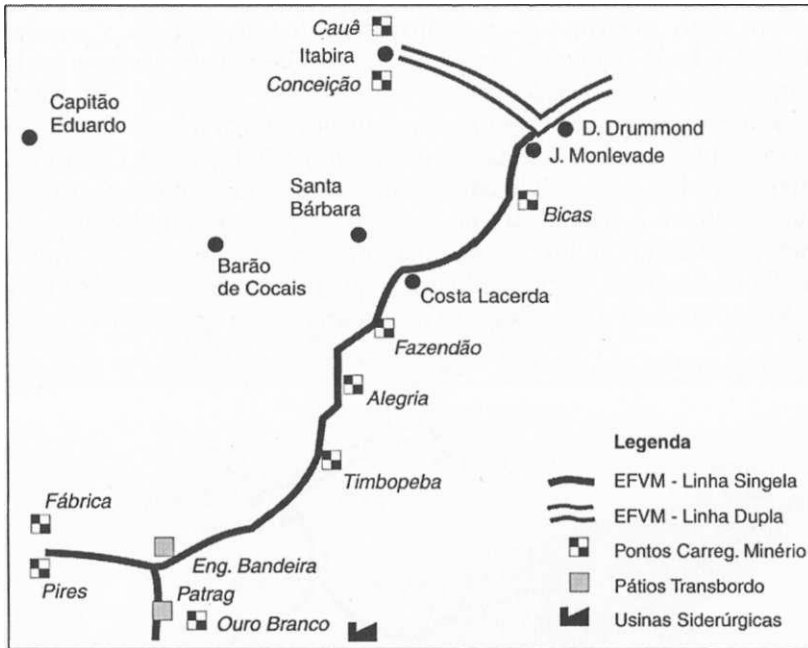 Cauê
Itabira
Conceição
Capitão
Eduardo
D. Drummond
J. Monlevade
Santa
Bárbara
Bicas
Barão
de Cocais
Costa Lacerda
Fazendão
Alegria
Timbopeba
Fábrica
Pires
Eng. Bandeira
Patrag
Ouro Branco
Legenda
EFVM - Linha Singela
EFVM - Linha Dupla
Pontos Carreg. Minério
Pátios Transbordo
Usinas Siderúrgicas